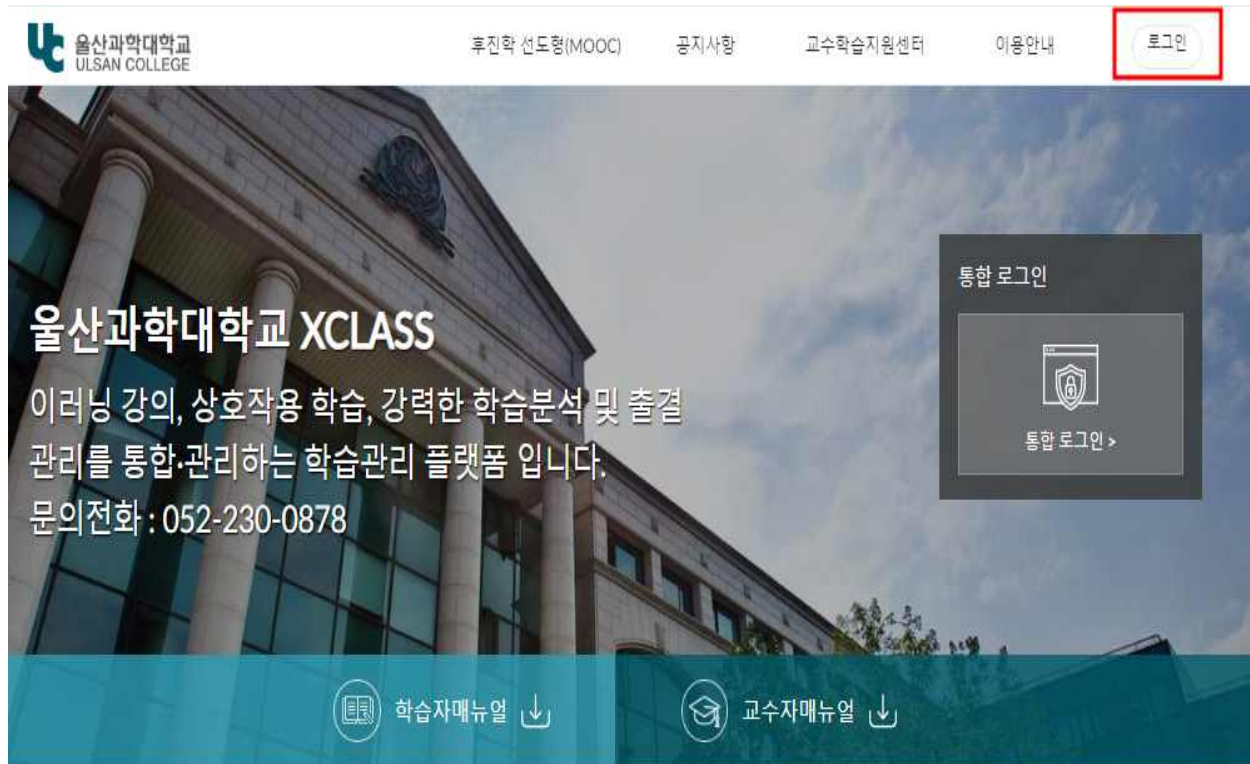 울산과학대학교
ULSAN COLLEGE
후진학 선도형(MOOC)
공지사항
교수학습지원센터
이용안내
로그인
통합 로그인
통합 로그인 >
울산과학대학교 XCLASS
이러닝 강의, 상호작용 학습, 강력한 학습분석 및 출결
관리를 통합·관리하는 학습관리 플랫폼 입니다.
문의전화 : 052-230-0878
학습자매뉴얼
교수자매뉴얼